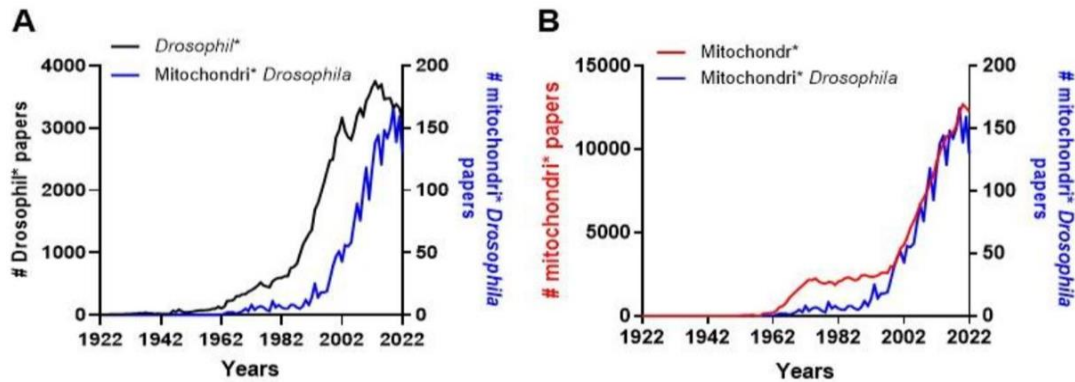 A
Drosophil*
Mitochondri* Drosophila
# Drosophil* papers
4000
3000
2000
1000
0
200
150
100
50
0
# mitochondri* Drosophila
papers
1922 1942 1962 1982 2002 2022
Years
B
Mitochondr*
Mitochondri* Drosophila
# mitochondri* papers
15000
10000
5000
0
200
150
100
50
0
# mitochondri* Drosophila
papers
1922 1942 1962 1982 2002 2022
Years